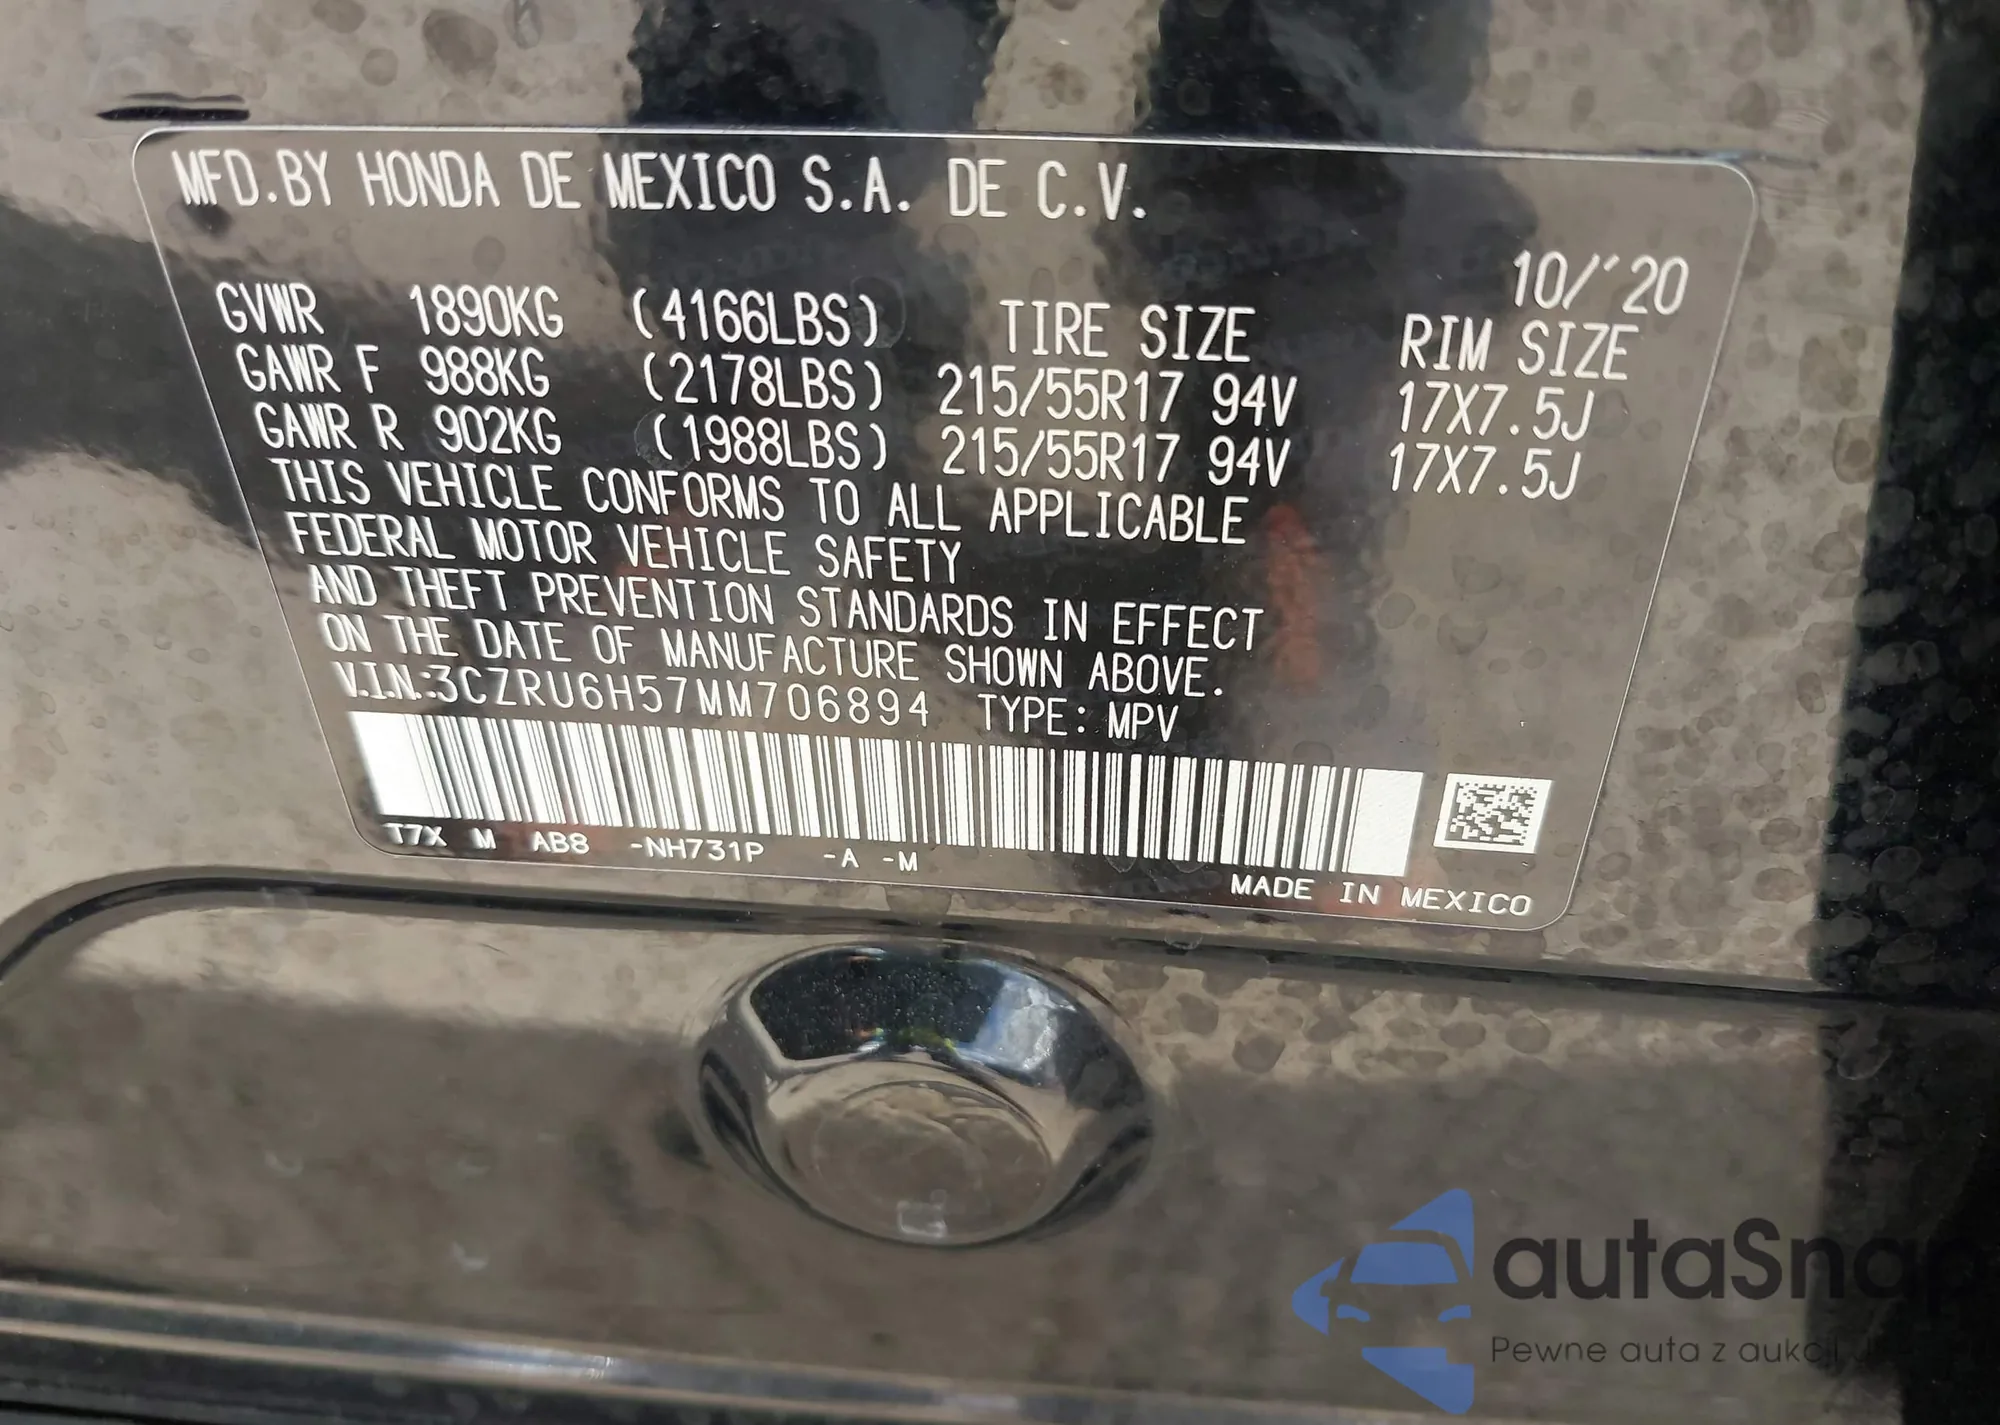 MFD.BY HONDA DE MEXICO S.A. DE C.V.
10/'20
GVWR 1890KG (4166LBS) TIRE SIZE RIM SIZE
GAWR F 988KG (2178LBS) 215/55R17 94V 17X7.5J
GAWR R 902KG (1988LBS) 215/55R17 94V 17X7.5J
THIS VEHICLE CONFORMS TO ALL APPLICABLE
FEDERAL MOTOR VEHICLE SAFETY
AND THEFT PREVENTION STANDARDS IN EFFECT
ON THE DATE OF MANUFACTURE SHOWN ABOVE.
V.I.N.:3CZRU6H57MM706894 TYPE: MPV
T7X M AB8 -NH731P -A -M
MADE IN MEXICO
autaSnap
Pewne auta z aukcji